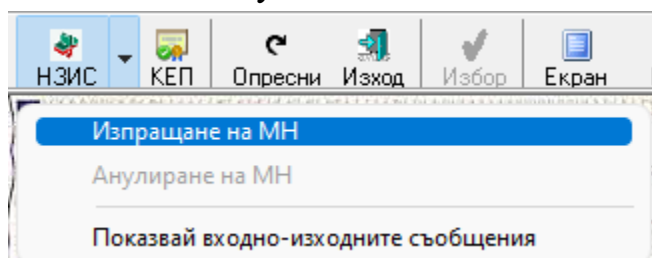 НЗИС КЕП Опресни Изход Избор Екран
Изпращане на МН
Анулиране на МН
Показвай входно-изходните съобщения